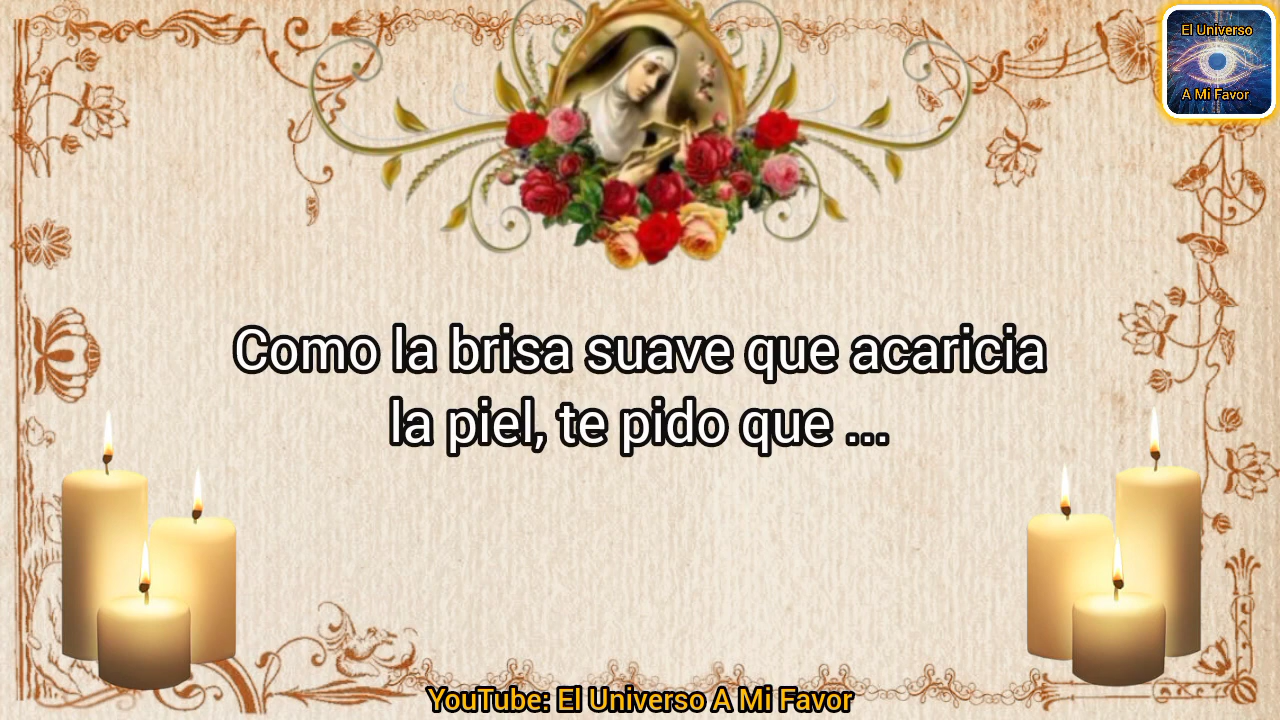 El Universo
A Mi Favor
Como la brisa suave que acaricia
la piel, te pido que ...
YouTube: El Universo A Mi Favor